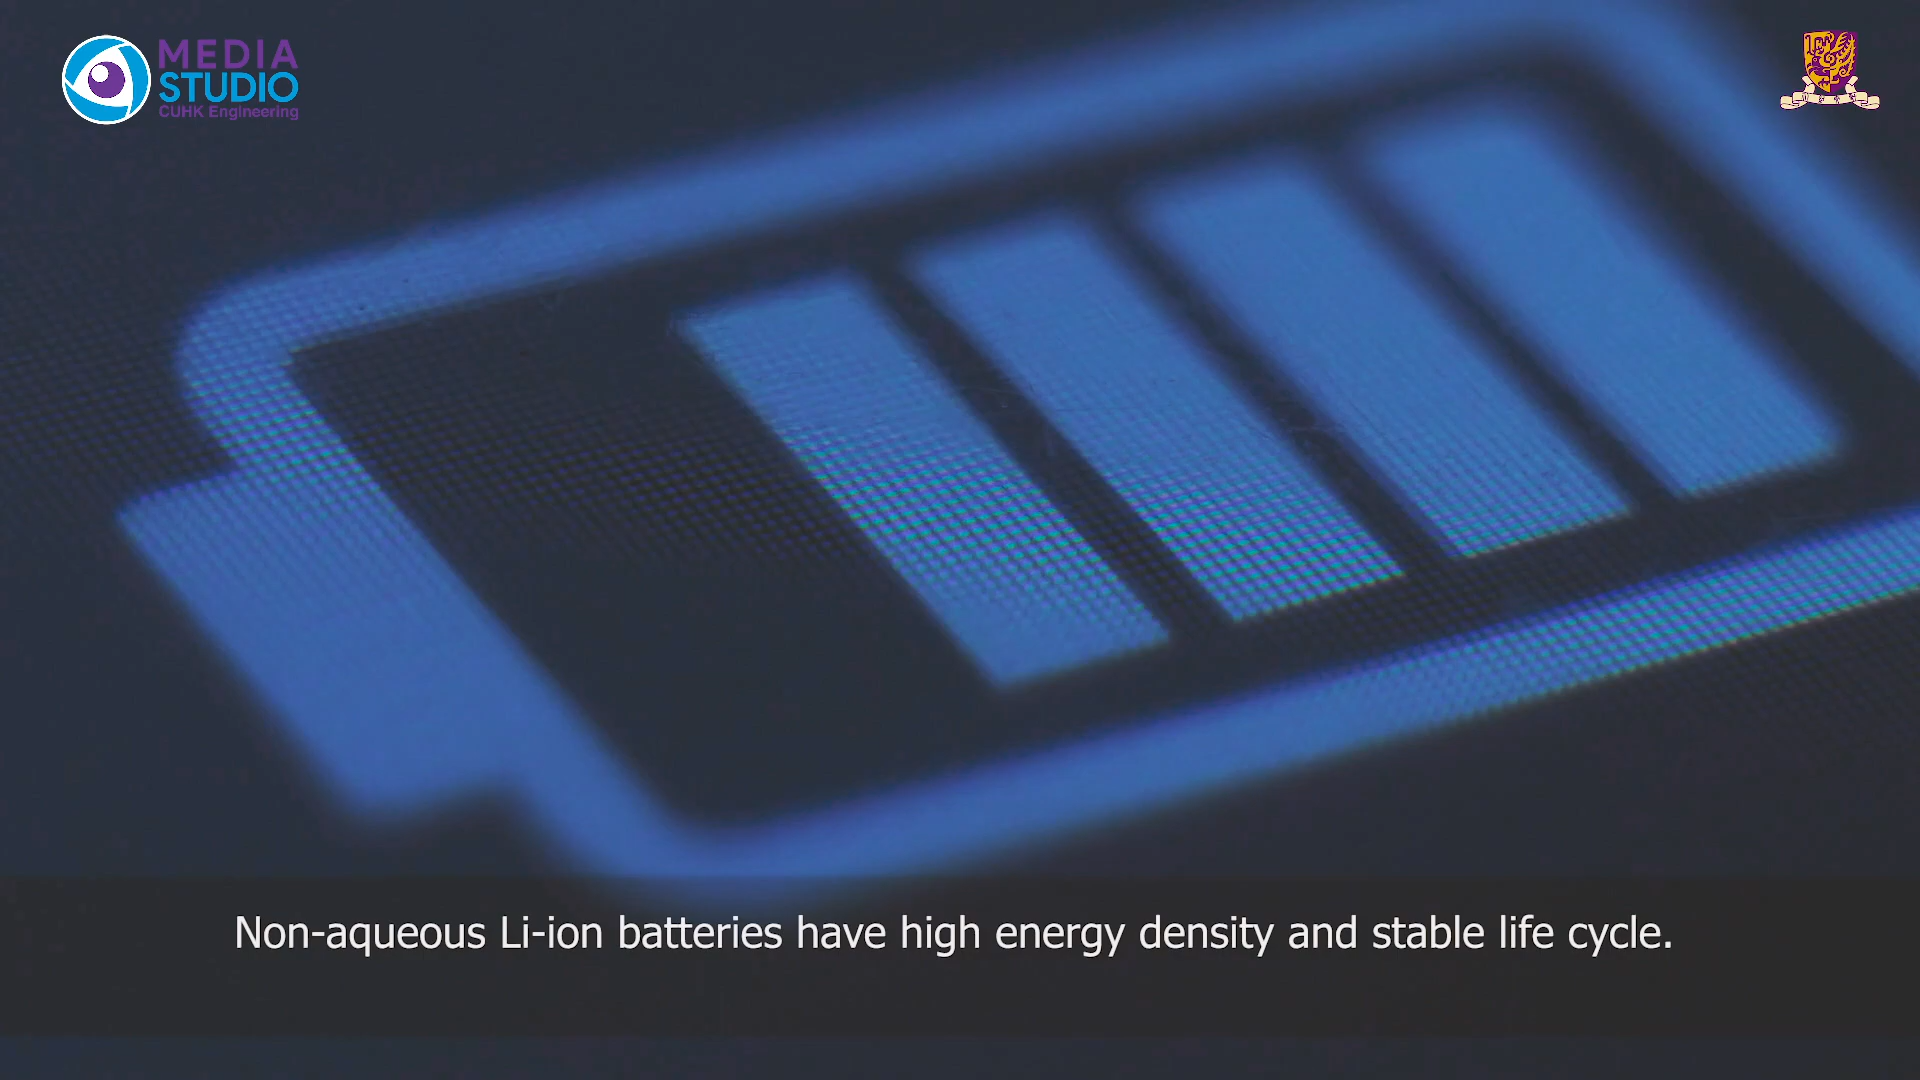 MEDIA
STUDIO
CUHK Engineering
Non-aqueous Li-ion batteries have high energy density and stable life cycle.